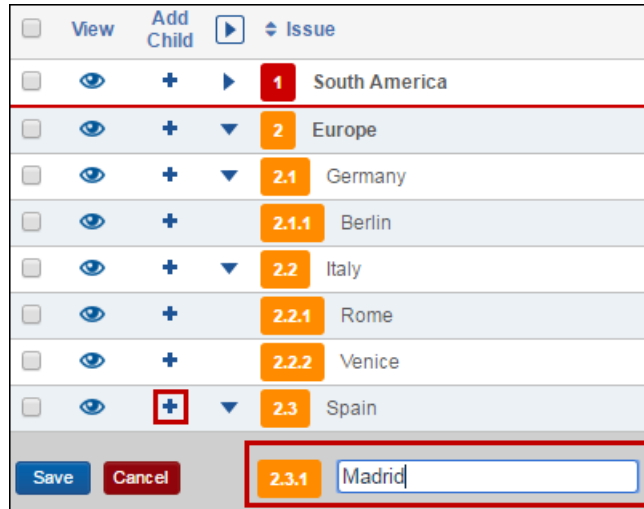 View Add Child Issue
1 South America
2 Europe
2.1 Germany
2.1.1 Berlin
2.2 Italy
2.2.1 Rome
2.2.2 Venice
2.3 Spain
Save Cancel 2.3.1 Madrid